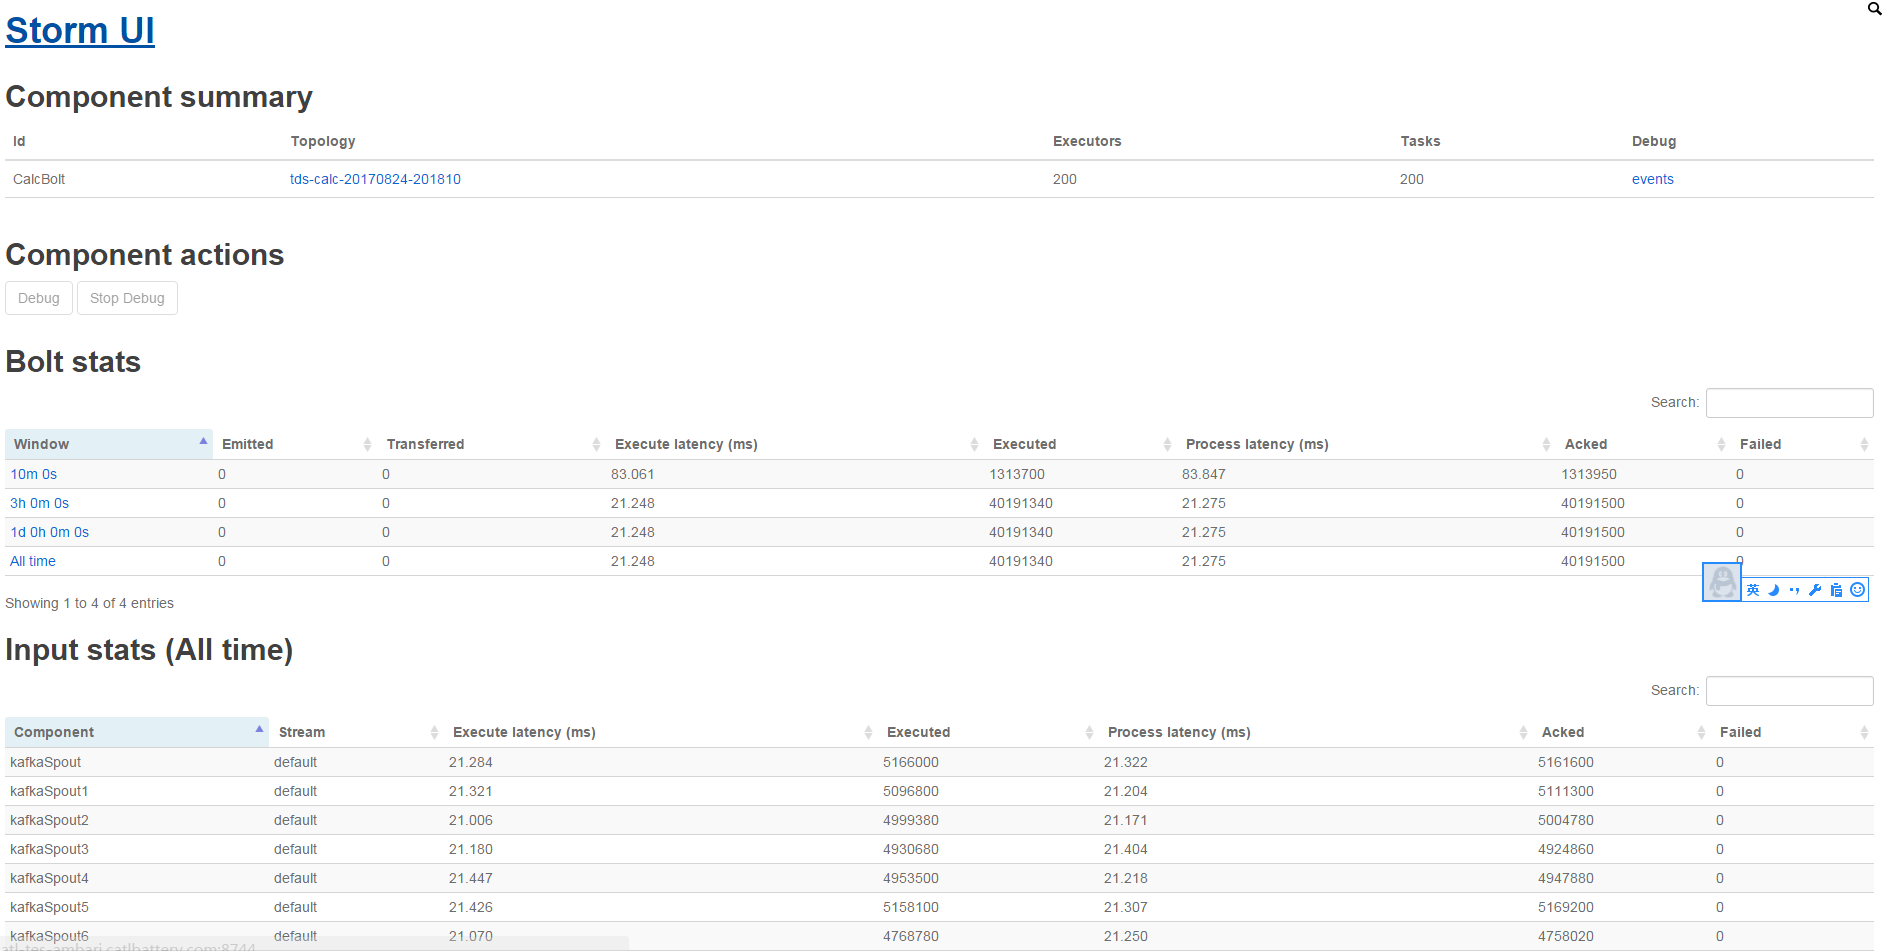 Storm UI
Component summary
Id Topology Executors Tasks Debug
CalcBolt tds-calc-20170824-201810 200 200 events
Component actions
Debug Stop Debug
Bolt stats
Search:
Window Emitted Transferred Execute latency (ms) Executed Process latency (ms) Acked Failed
10m 0s 0 0 83.061 1313700 83.847 1313950 0
3h 0m 0s 0 0 21.248 40191340 21.275 40191500 0
1d 0h 0m 0s 0 0 21.248 40191340 21.275 40191500 0
All time 0 0 21.248 40191340 21.275 40191500 0
英
Showing 1 to 4 of 4 entries
Input stats (All time)
Search:
Component Stream Execute latency (ms) Executed Process latency (ms) Acked Failed
kafkaSpout default 21.284 5166000 21.322 5161600 0
kafkaSpout1 default 21.321 5096800 21.204 5111300 0
kafkaSpout2 default 21.006 4999380 21.171 5004780 0
kafkaSpout3 default 21.180 4930680 21.404 4924860 0
kafkaSpout4 default 21.447 4953500 21.218 4947880 0
kafkaSpout5 default 21.426 5158100 21.307 5169200 0
kafkaSpout6 default 21.070 4768780 21.250 4758020 0